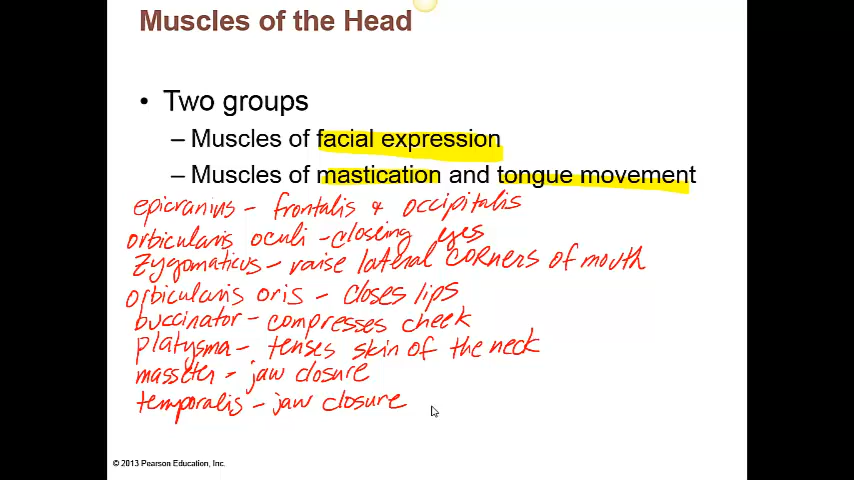 Muscles of the Head
• Two groups
– Muscles of facial expression
– Muscles of mastication and tongue movement
epicranius - frontalis & occipitalis
orbicularis oculi - closing eyes
Zygomaticus - raise lateral corners of mouth
orbicularis oris - closes lips
buccinator - compresses cheek
platysma - tenses skin of the neck
masseter - jaw closure
temporalis - jaw closure
© 2013 Pearson Education, Inc.